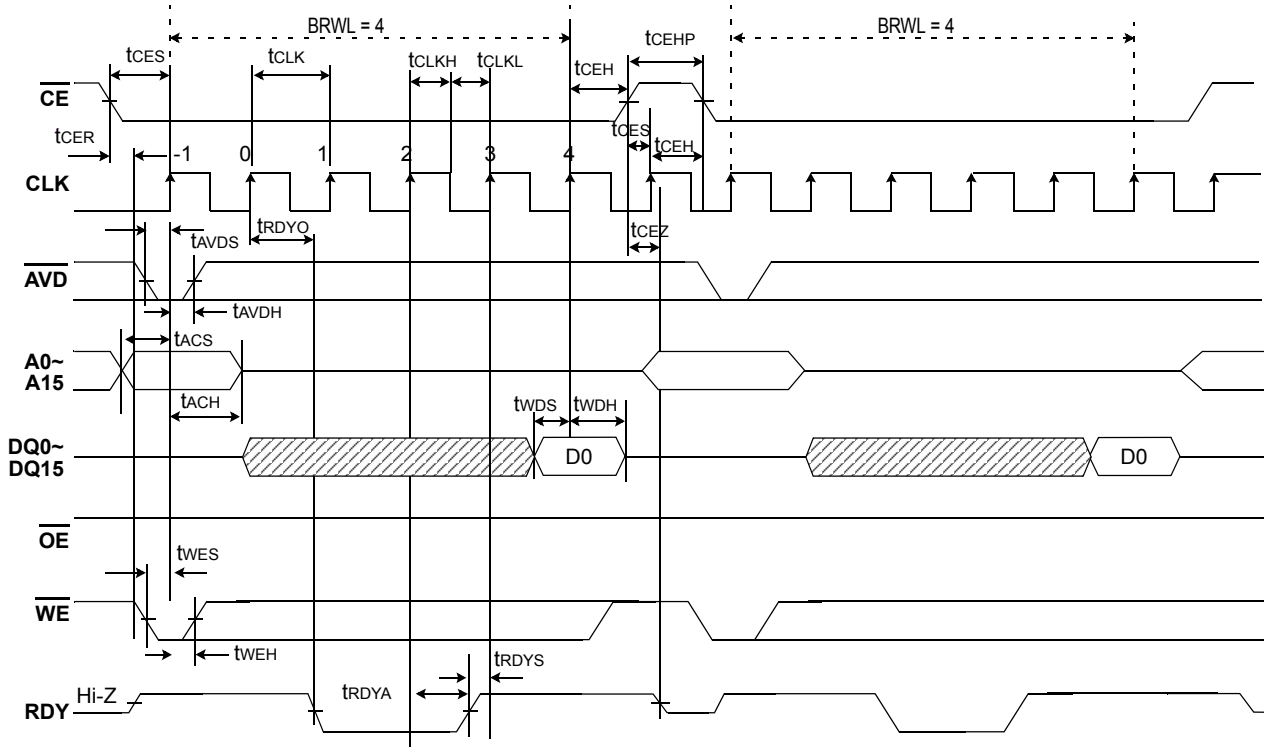 BRWL = 4
BRWL = 4
tCES
tCLK
tCLKH
tCLKL
tCEH
tCEHP
CE
tCER
tCES
tCEH
-1
0
1
2
3
4
CLK
tRDYO
tCEZ
tAVDS
AVD
tAVDH
tACS
A0~
A15
tACH
tWDS
tWDH
DQ0~
DQ15
D0
D0
OE
tWES
WE
tWEH
tRDYS
Hi-Z
tRDYA
RDY